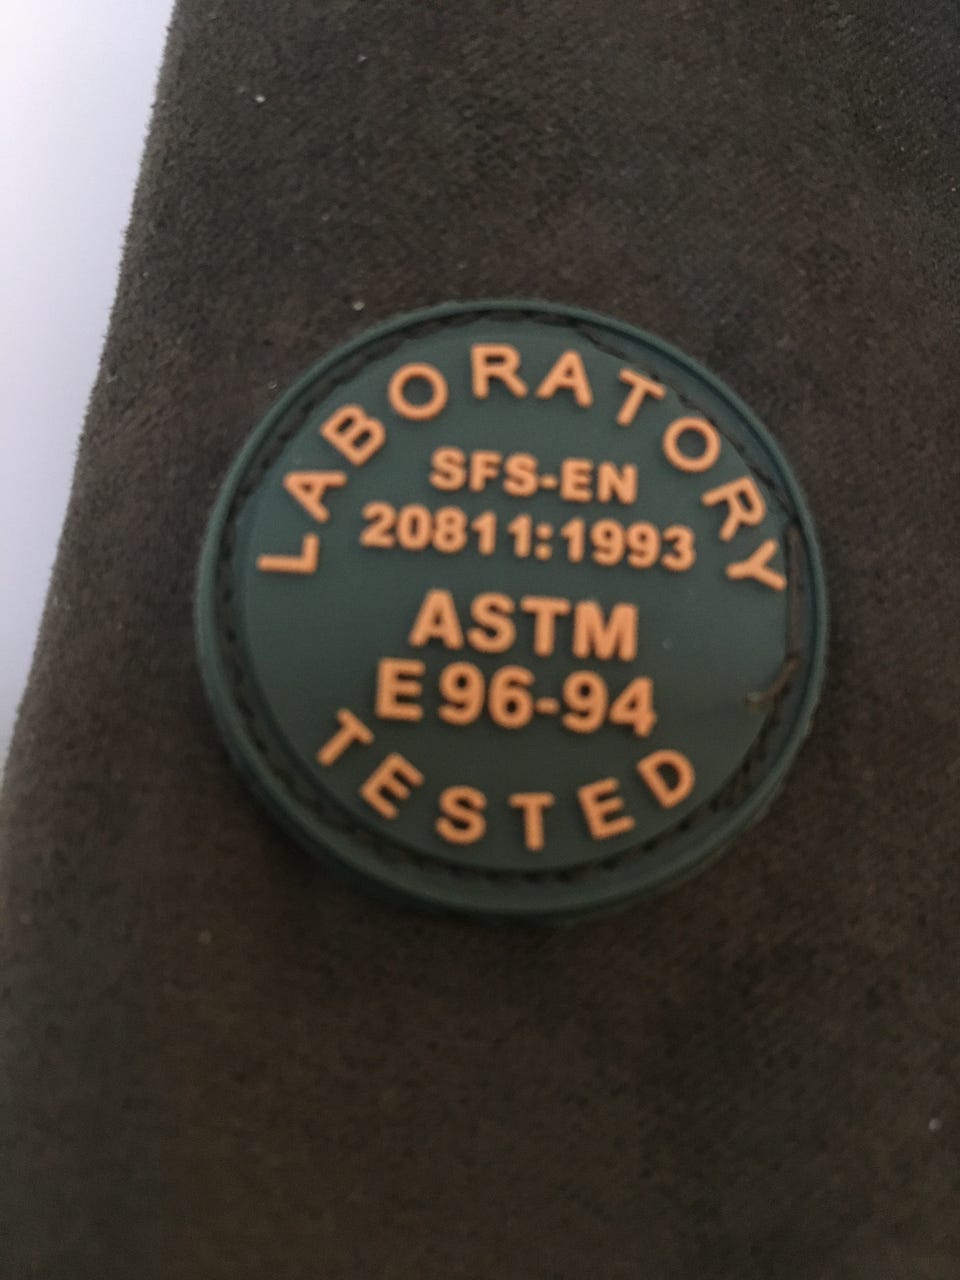 LABORATORY
SFS-EN
20811:1993
ASTM
E96-94
TESTED